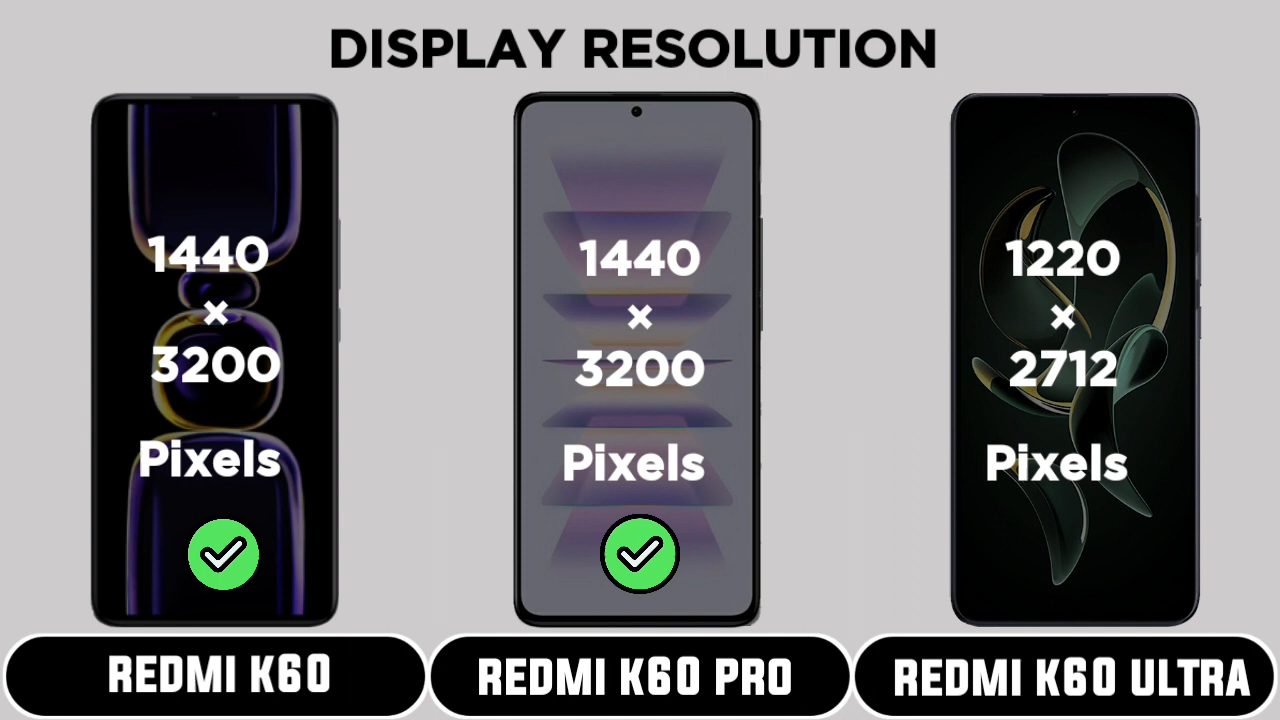 DISPLAY RESOLUTION
1440
×
3200
Pixels
REDMI K60
1440
×
3200
Pixels
REDMI K60 PRO
1220
×
2712
Pixels
REDMI K60 ULTRA